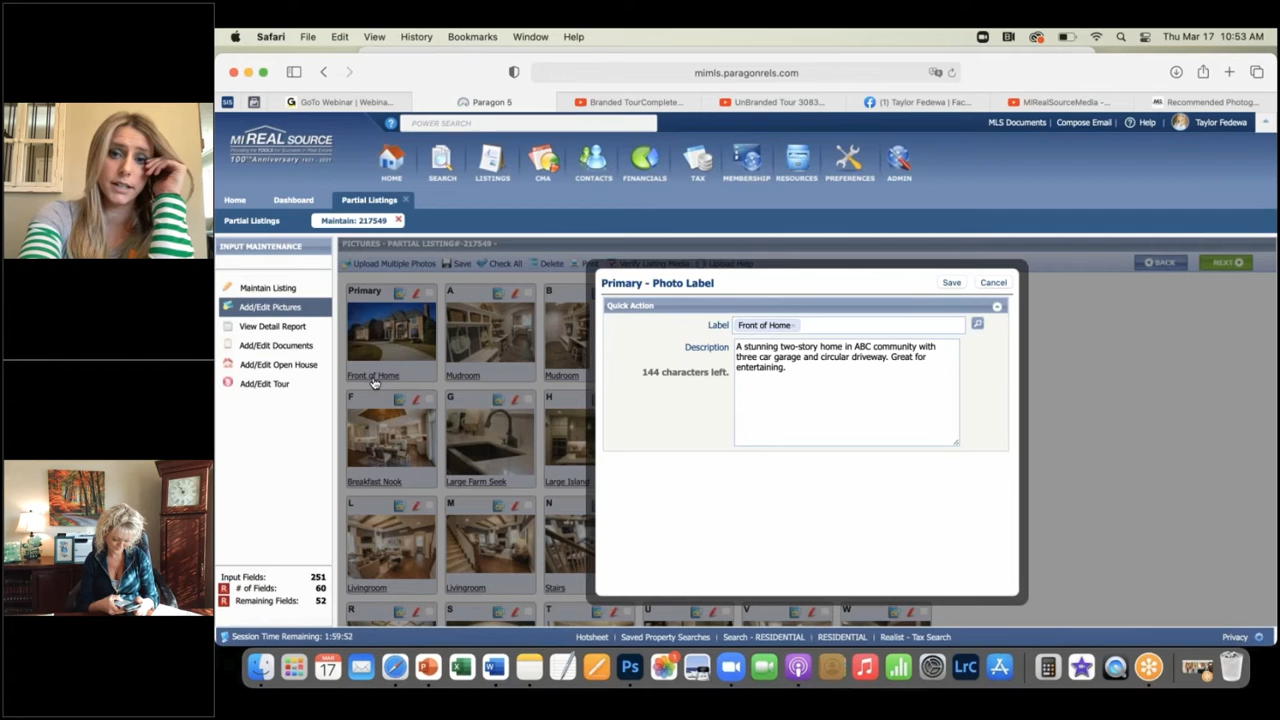 Safari File Edit View History Bookmarks Window Help
Thu Mar 17 10:53 AM
mimls.paragonrels.com
GoTo Webinar | Webina...
Paragon 5
Branded TourComplete...
UnBranded Tour 3083...
(1) Taylor Fedewa | Fac...
MIRealSourceMedia -...
Recommended Photog...
MI REAL SOURCE
100th Anniversary
POWER SEARCH
MLS Documents Compose Email Help Taylor Fedewa
HOME SEARCH LISTINGS CMA CONTACTS FINANCIALS TAX MEMBERSHIP RESOURCES PREFERENCES ADMIN
Home Dashboard Partial Listings
Partial Listings Maintain: 217549
INPUT MAINTENANCE
Maintain Listing
Add/Edit Pictures
View Detail Report
Add/Edit Documents
Add/Edit Open House
Add/Edit Tour
Input Fields: 251
R # of Fields: 60
R Remaining Fields: 52
PICTURES - PARTIAL LISTING#-217549 -
Upload Multiple Photos Save Check All Delete
BACK NEXT
Primary A B
Front of Home Mudroom Mudroom
F G H
Breakfast Nook Large Farm Seek Large Island
L M N
Livingroom Livingroom Stairs
R S T U V W
Primary - Photo Label
Save Cancel
Quick Action
Label Front of Home
Description A stunning two-story home in ABC community with
three car garage and circular driveway. Great for
entertaining.
144 characters left.
Session Time Remaining: 1:59:52
Hotsheet Saved Property Searches Search - RESIDENTIAL RESIDENTIAL Realist - Tax Search
Privacy
MAR
17
Ps
LrC